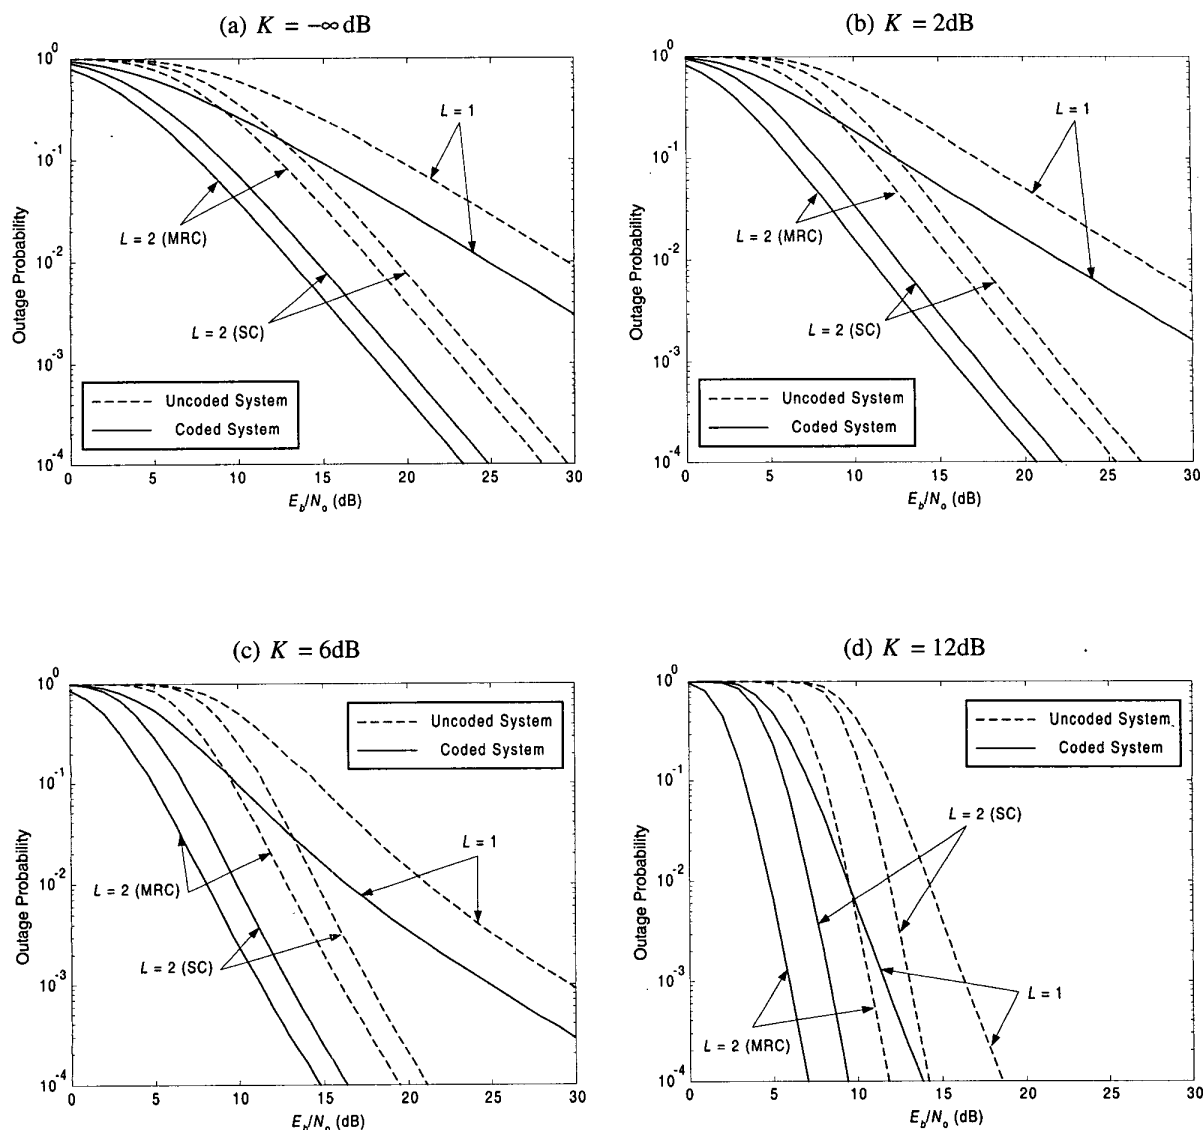 (a) K = −∞ dB
(b) K = 2dB
10^0
10^-1
10^-2
10^-3
10^-4
Outage Probability
L = 1
L = 2 (MRC)
L = 2 (SC)
Uncoded System
Coded System
0 5 10 15 20 25 30
E_b/N_o (dB)
10^0
10^-1
10^-2
10^-3
10^-4
Outage Probability
L = 1
L = 2 (MRC)
L = 2 (SC)
Uncoded System
Coded System
0 5 10 15 20 25 30
E_b/N_o (dB)
(c) K = 6dB
(d) K = 12dB
10^0
10^-1
10^-2
10^-3
10^-4
Outage Probability
Uncoded System
Coded System
L = 1
L = 2 (MRC)
L = 2 (SC)
0 5 10 15 20 25 30
E_b/N_o (dB)
10^0
10^-1
10^-2
10^-3
10^-4
Outage Probability
Uncoded System
Coded System
L = 2 (SC)
L = 1
L = 2 (MRC)
0 5 10 15 20 25 30
E_b/N_o (dB)